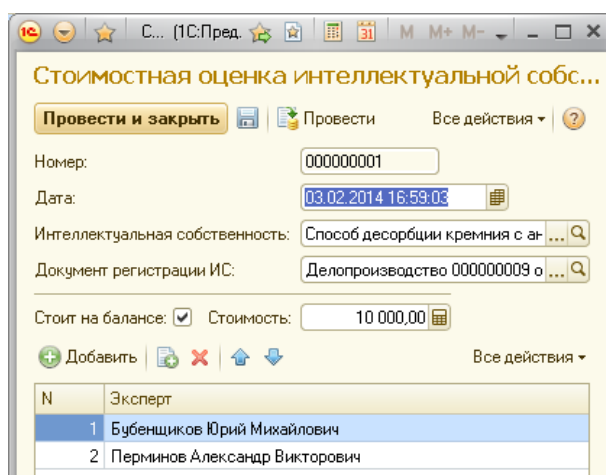 С... (1С:Пред. 31 М М+ М-
Стоимостная оценка интеллектуальной собс...
Провести и закрыть Провести Все действия
Номер: 000000001
Дата: 03.02.2014 16:59:03
Интеллектуальная собственность: Способ десорбции кремния с ан ...
Документ регистрации ИС: Делопроизводство 000000009 о ...
Стоит на балансе: Стоимость: 10 000,00
Добавить Все действия
N Эксперт
1 Бубенщиков Юрий Михайлович
2 Перминов Александр Викторович